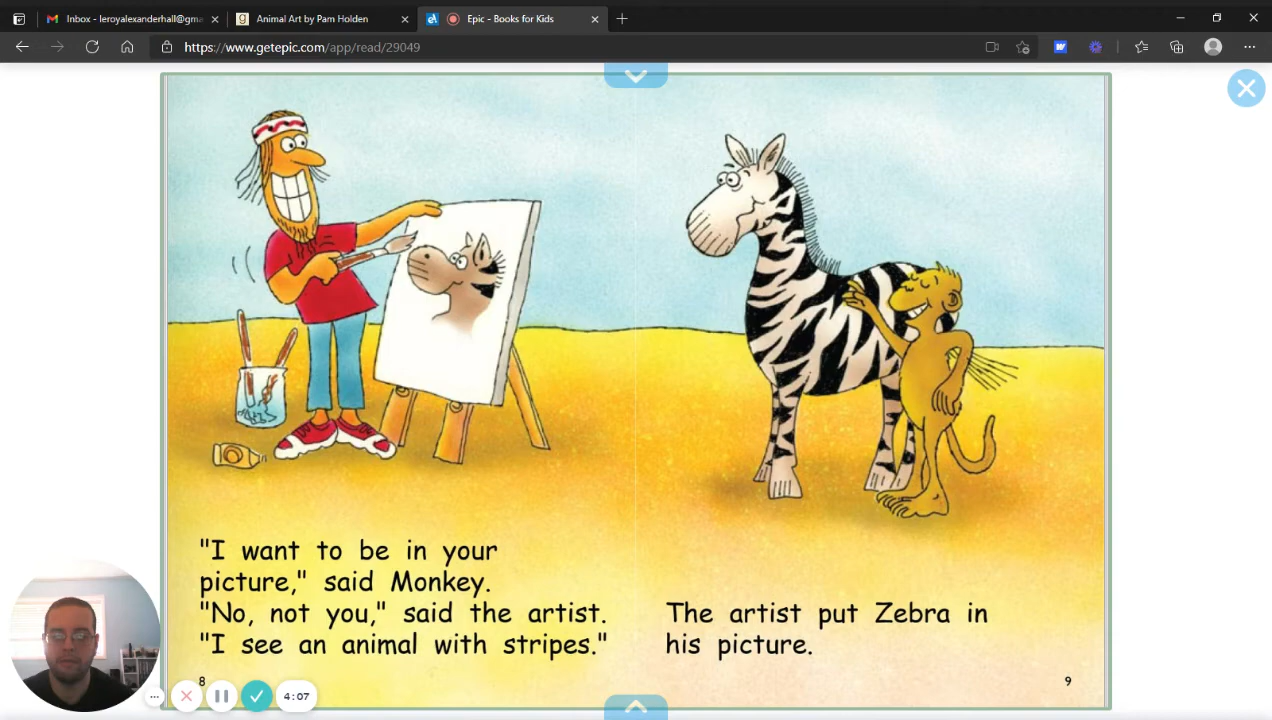 Inbox - leroyalexanderhall@gma
Animal Art by Pam Holden
Epic - Books for Kids
https://www.getepic.com/app/read/29049
"I want to be in your
picture," said Monkey.
"No, not you," said the artist.
"I see an animal with stripes."
8
The artist put Zebra in
his picture.
9
4:07